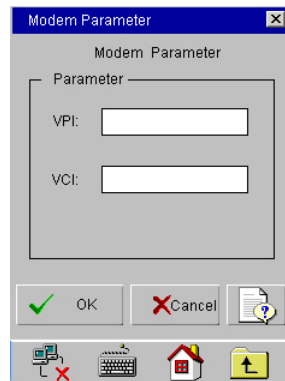 Modem Parameter
Modem Parameter
Parameter
VPI:
VCI:
OK
Cancel